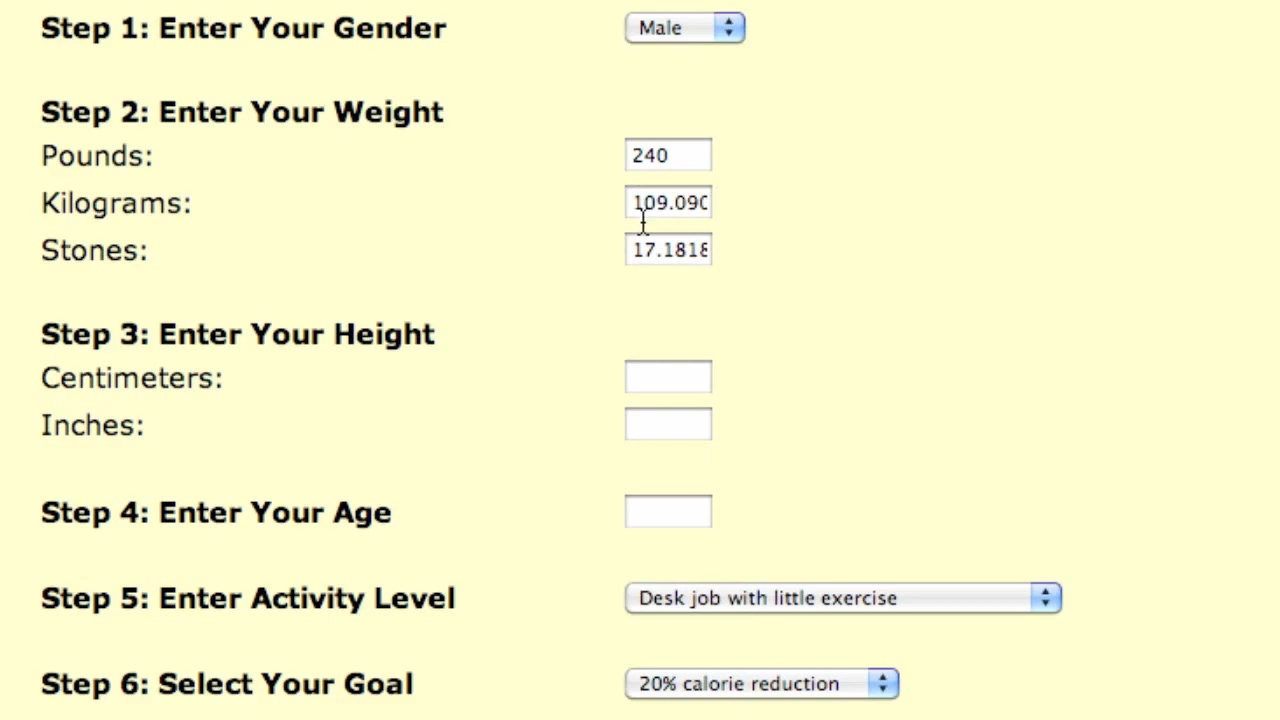 Step 1: Enter Your Gender Male
Step 2: Enter Your Weight
Pounds: 240
Kilograms: 109.090
Stones: 17.1818
Step 3: Enter Your Height
Centimeters:
Inches:
Step 4: Enter Your Age
Step 5: Enter Activity Level Desk job with little exercise
Step 6: Select Your Goal 20% calorie reduction